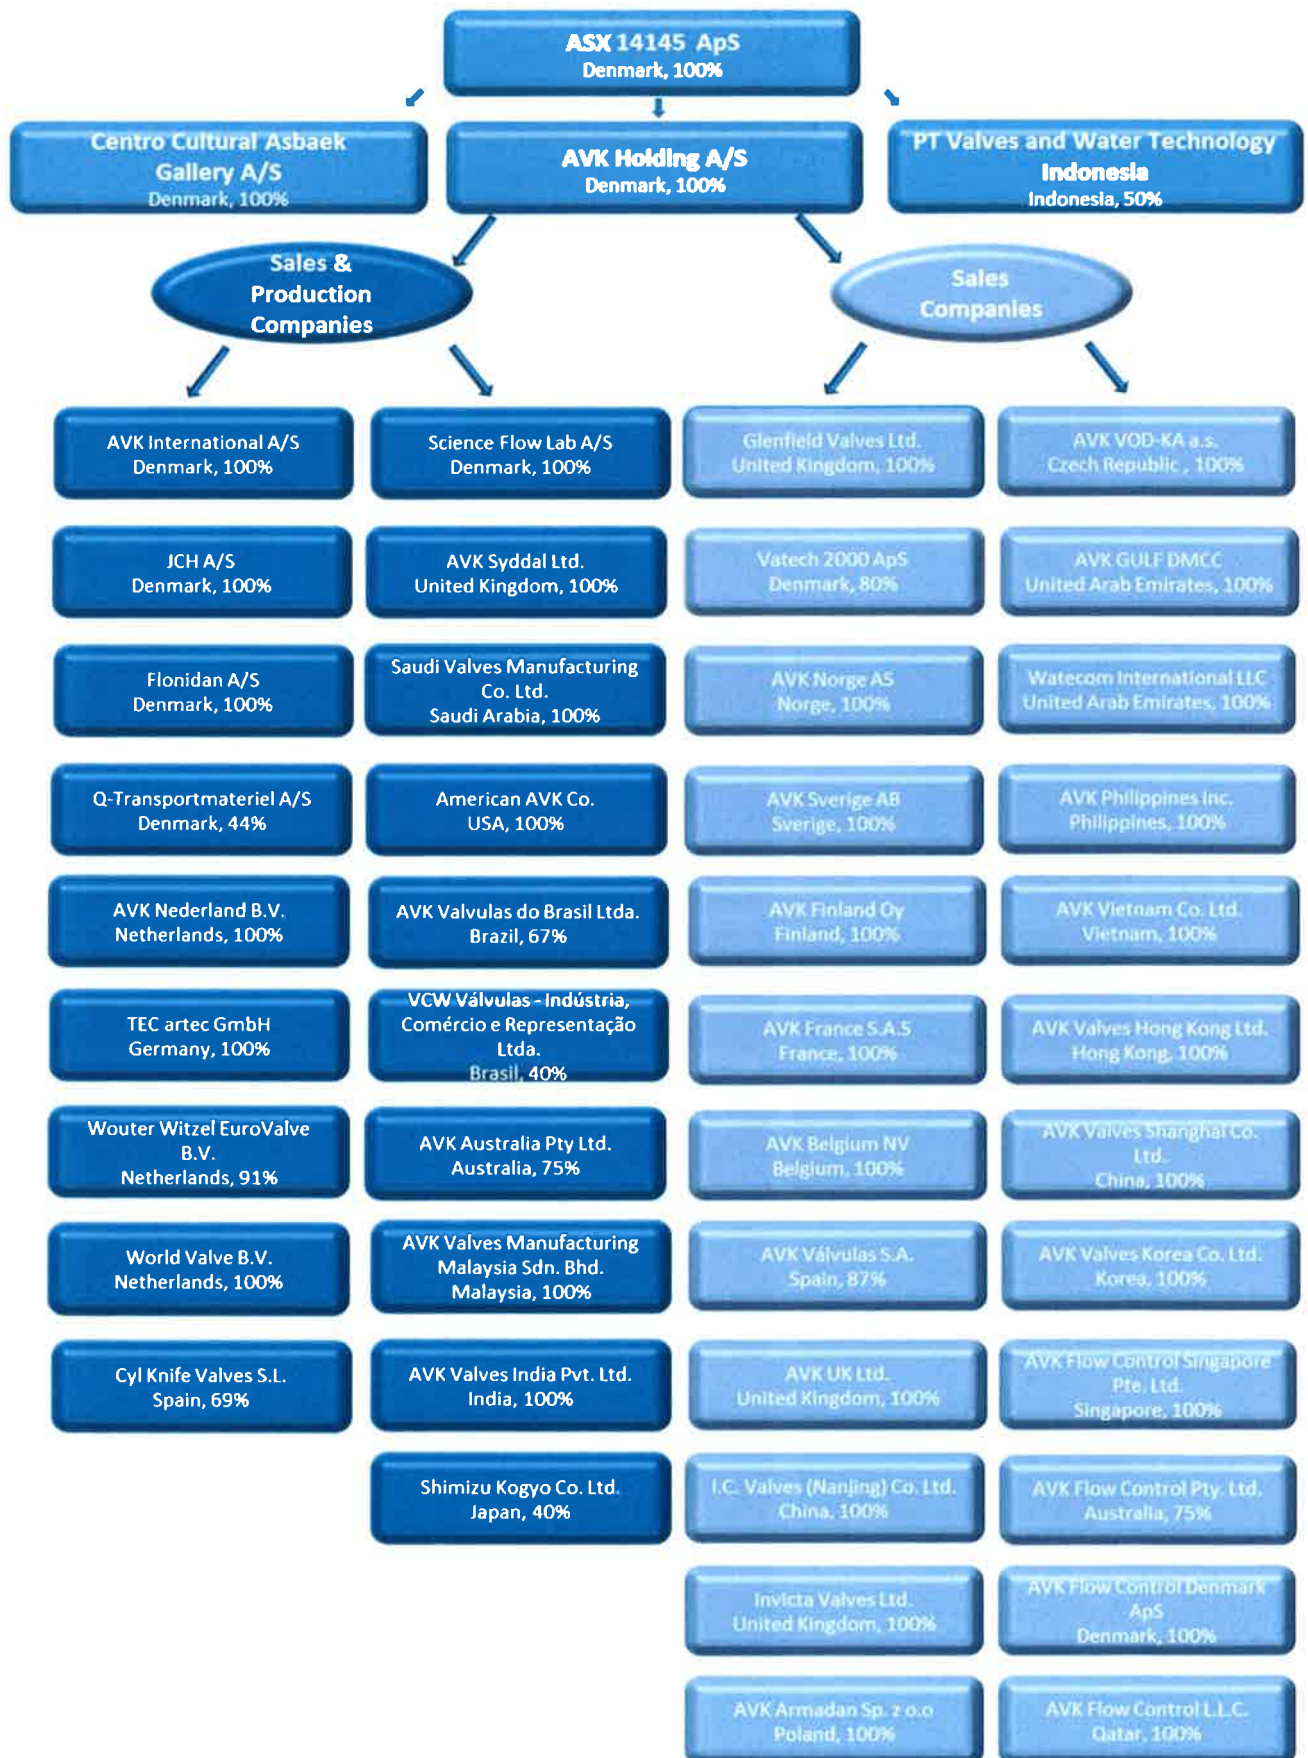 ASX 14145 ApS
Denmark, 100%
Centro Cultural Asbaek
Gallery A/S
Denmark, 100%
AVK Holding A/S
Denmark, 100%
PT Valves and Water Technology
Indonesia
Indonesia, 50%
Sales &
Production
Companies
Sales
Companies
AVK International A/S
Denmark, 100%
JCH A/S
Denmark, 100%
Flonidan A/S
Denmark, 100%
Q-Transportmateriel A/S
Denmark, 44%
AVK Nederland B.V.
Netherlands, 100%
TEC artec GmbH
Germany, 100%
Wouter Witzel EuroValve
B.V.
Netherlands, 91%
World Valve B.V.
Netherlands, 100%
Cyl Knife Valves S.L.
Spain, 69%
Science Flow Lab A/S
Denmark, 100%
AVK Syddal Ltd.
United Kingdom, 100%
Saudi Valves Manufacturing
Co. Ltd.
Saudi Arabia, 100%
American AVK Co.
USA, 100%
AVK Valvulas do Brasil Ltda.
Brazil, 67%
VCW Válvulas - Indústria,
Comércio e Representação
Ltda.
Brasil, 40%
AVK Australia Pty Ltd.
Australia, 75%
AVK Valves Manufacturing
Malaysia Sdn. Bhd.
Malaysia, 100%
AVK Valves India Pvt. Ltd.
India, 100%
Shimizu Kogyo Co. Ltd.
Japan, 40%
Glenfield Valves Ltd.
United Kingdom, 100%
Vatech 2000 ApS
Denmark, 80%
AVK Norge AS
Norge, 100%
AVK Sverige AB
Sverige, 100%
AVK Finland Oy
Finland, 100%
AVK France S.A.S
France, 100%
AVK Belgium NV
Belgium, 100%
AVK Válvulas S.A.
Spain, 87%
AVK UK Ltd.
United Kingdom, 100%
I.C. Valves (Nanjing) Co. Ltd.
China, 100%
Invicta Valves Ltd.
United Kingdom, 100%
AVK Armadan Sp. z o.o
Poland, 100%
AVK VOD-KA a.s.
Czech Republic , 100%
AVK GULF DMCC
United Arab Emirates, 100%
Watecom International LLC
United Arab Emirates, 100%
AVK Philippines Inc.
Philippines, 100%
AVK Vietnam Co. Ltd.
Vietnam, 100%
AVK Valves Hong Kong Ltd.
Hong Kong, 100%
AVK Valves Shanghai Co.
Ltd.
China, 100%
AVK Valves Korea Co. Ltd.
Korea, 100%
AVK Flow Control Singapore
Pte. Ltd.
Singapore, 100%
AVK Flow Control Pty. Ltd.
Australia, 75%
AVK Flow Control Denmark
ApS
Denmark, 100%
AVK Flow Control L.L.C.
Qatar, 100%